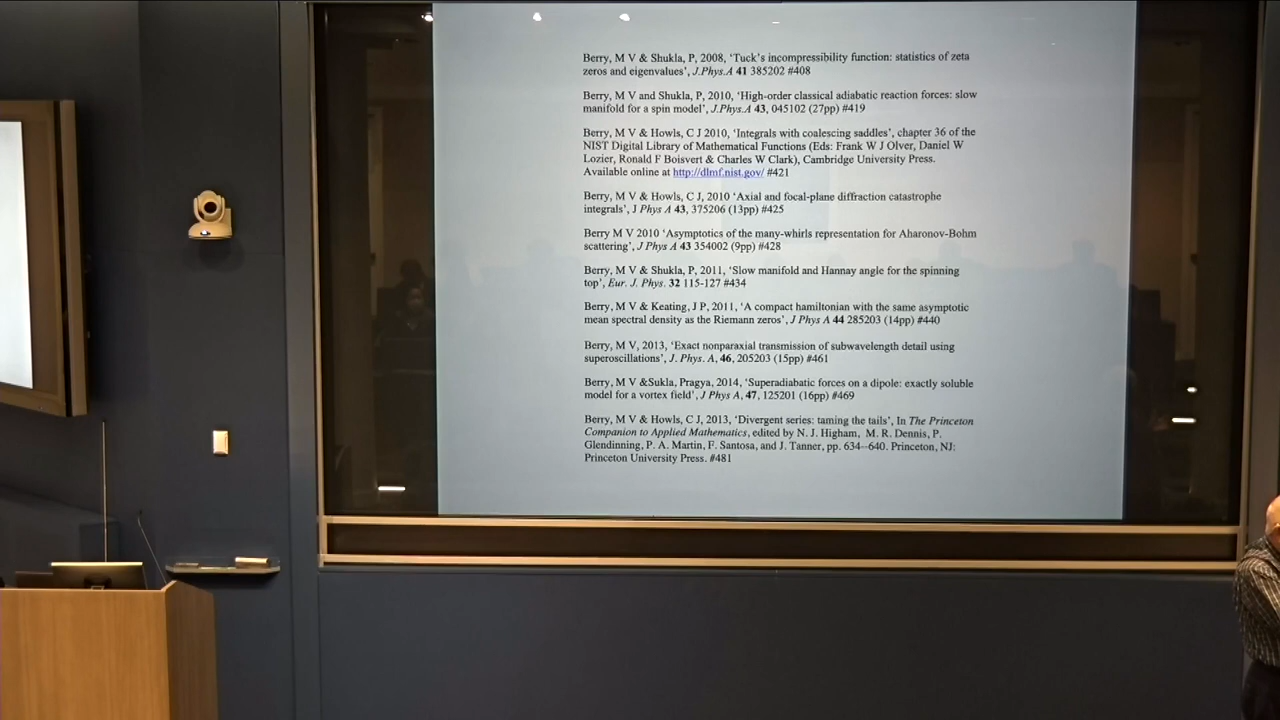 Berry, M V & Shukla, P, 2008, ‘Tuck's incompressibility function: statistics of zeta
zeros and eigenvalues’, J.Phys.A 41 385202 #408
Berry, M V and Shukla, P, 2010, ‘High-order classical adiabatic reaction forces: slow
manifold for a spin model’, J.Phys.A 43, 045102 (27pp) #419
Berry, M V & Howls, C J 2010, ‘Integrals with coalescing saddles’, chapter 36 of the
NIST Digital Library of Mathematical Functions (Eds: Frank W J Olver, Daniel W
Lozier, Ronald F Boisvert & Charles W Clark), Cambridge University Press.
Available online at http://dlmf.nist.gov/ #421
Berry, M V & Howls, C J, 2010 ‘Axial and focal-plane diffraction catastrophe
integrals’, J Phys A 43, 375206 (13pp) #425
Berry M V 2010 ‘Asymptotics of the many-whirls representation for Aharonov-Bohm
scattering’, J Phys A 43 354002 (9pp) #428
Berry, M V & Shukla, P, 2011, ‘Slow manifold and Hannay angle for the spinning
top’, Eur. J. Phys. 32 115-127 #434
Berry, M V & Keating, J P, 2011, ‘A compact hamiltonian with the same asymptotic
mean spectral density as the Riemann zeros’, J Phys A 44 285203 (14pp) #440
Berry, M V, 2013, ‘Exact nonparaxial transmission of subwavelength detail using
superoscillations’, J. Phys. A, 46, 205203 (15pp) #461
Berry, M V &Sukla, Pragya, 2014, ‘Superadiabatic forces on a dipole: exactly soluble
model for a vortex field’, J Phys A, 47, 125201 (16pp) #469
Berry, M V & Howls, C J, 2013, ‘Divergent series: taming the tails’, In The Princeton
Companion to Applied Mathematics, edited by N. J. Higham, M. R. Dennis, P.
Glendinning, P. A. Martin, F. Santosa, and J. Tanner, pp. 634--640. Princeton, NJ:
Princeton University Press. #481